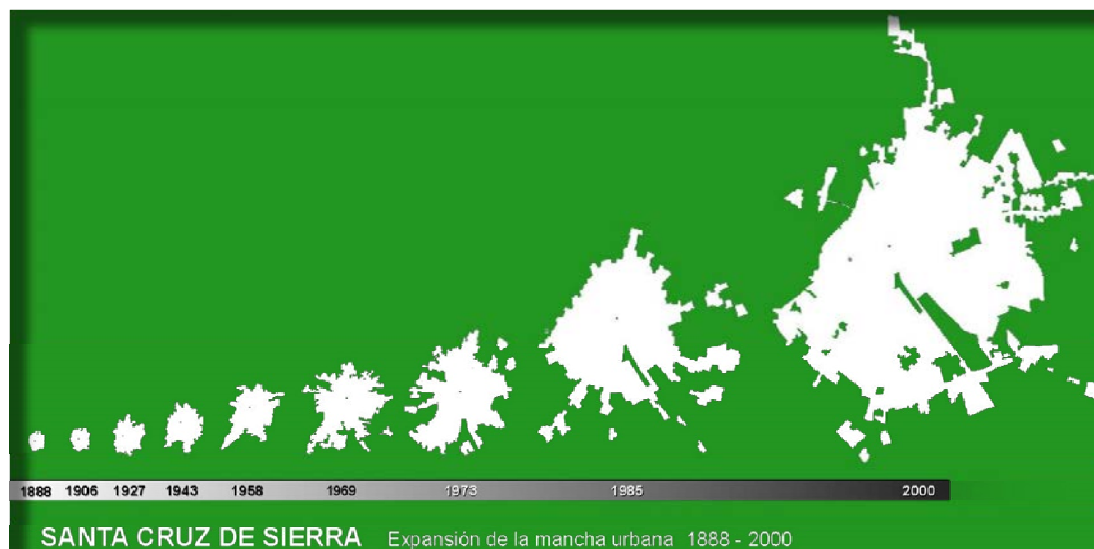 1888 1906 1927 1943 1958 1969 1973 1985 2000
SANTA CRUZ DE SIERRA Expansión de la mancha urbana 1888 - 2000